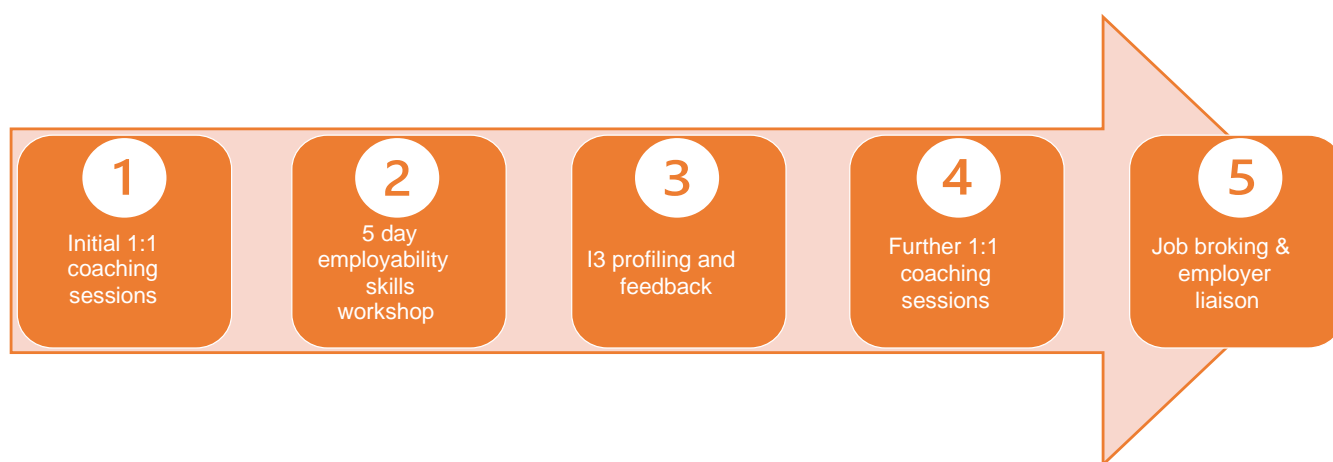 1
Initial 1:1
coaching
sessions
2
5 day
employability
skills
workshop
3
I3 profiling and
feedback
4
Further 1:1
coaching
sessions
5
Job broking &
employer
liaison